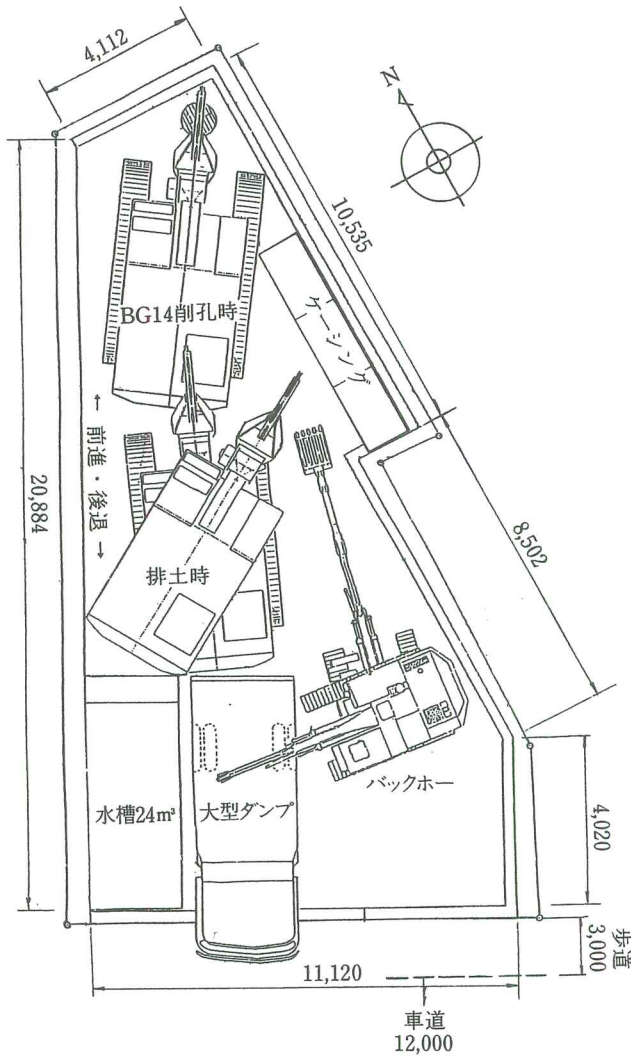 4,112
N
10,535
ケーシング
BG14削孔時
← 前進・後退 →
20,884
8,502
排土時
バックホー
水槽24m³
大型ダンプ
4,020
歩道
3,000
11,120
車道
12,000